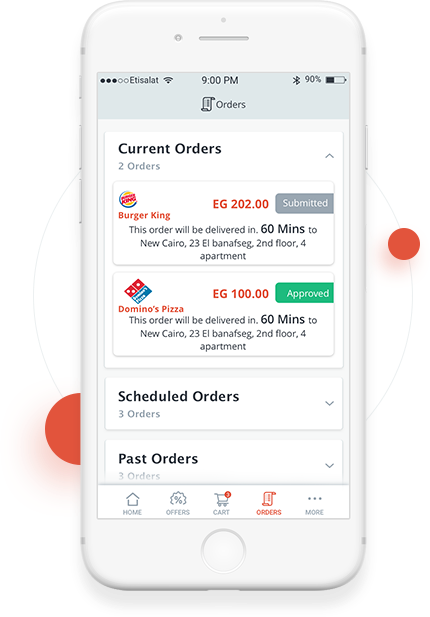 Etisalat
9:00 PM
90%
Orders
Current Orders
2 Orders
BURGER KING
Burger King
EG 202.00
Submitted
This order will be delivered in. 60 Mins to
New Cairo, 23 El banafseg, 2nd floor, 4
apartment
Domino's Pizza
Domino's Pizza
EG 100.00
Approved
This order will be delivered in. 60 Mins to
New Cairo, 23 El banafseg, 2nd floor, 4
apartment
Scheduled Orders
3 Orders
Past Orders
3 Orders
3
HOME
OFFERS
CART
ORDERS
MORE